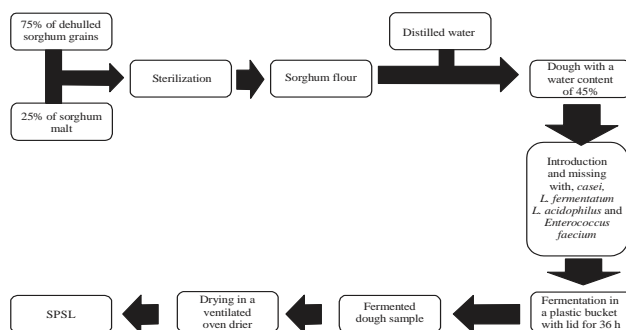 75% of dehulled
sorghum grains
25% of sorghum
malt
Sterilization
Sorghum flour
Distilled water
Dough with a
water content
of 45%
Introduction
and missing
with, casei,
L. fermentatum
L. acidophilus and
Enterococcus
faecium
Fermentation in
a plastic bucket
with lid for 36 h
Fermented
dough sample
Drying in a
ventilated
oven drier
SPSL